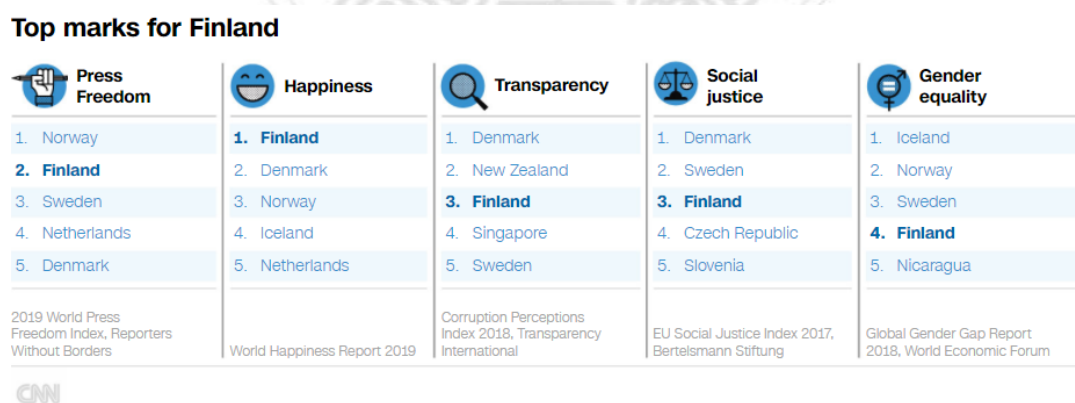 Top marks for Finland
Press
Freedom
1. Norway
2. Finland
3. Sweden
4. Netherlands
5. Denmark
2019 World Press
Freedom Index, Reporters
Without Borders
Happiness
1. Finland
2. Denmark
3. Norway
4. Iceland
5. Netherlands
World Happiness Report 2019
Transparency
1. Denmark
2. New Zealand
3. Finland
4. Singapore
5. Sweden
Corruption Perceptions
Index 2018, Transparency
International
Social
justice
1. Denmark
2. Sweden
3. Finland
4. Czech Republic
5. Slovenia
EU Social Justice Index 2017,
Bertelsmann Stiftung
Gender
equality
1. Iceland
2. Norway
3. Sweden
4. Finland
5. Nicaragua
Global Gender Gap Report
2018, World Economic Forum
CNN